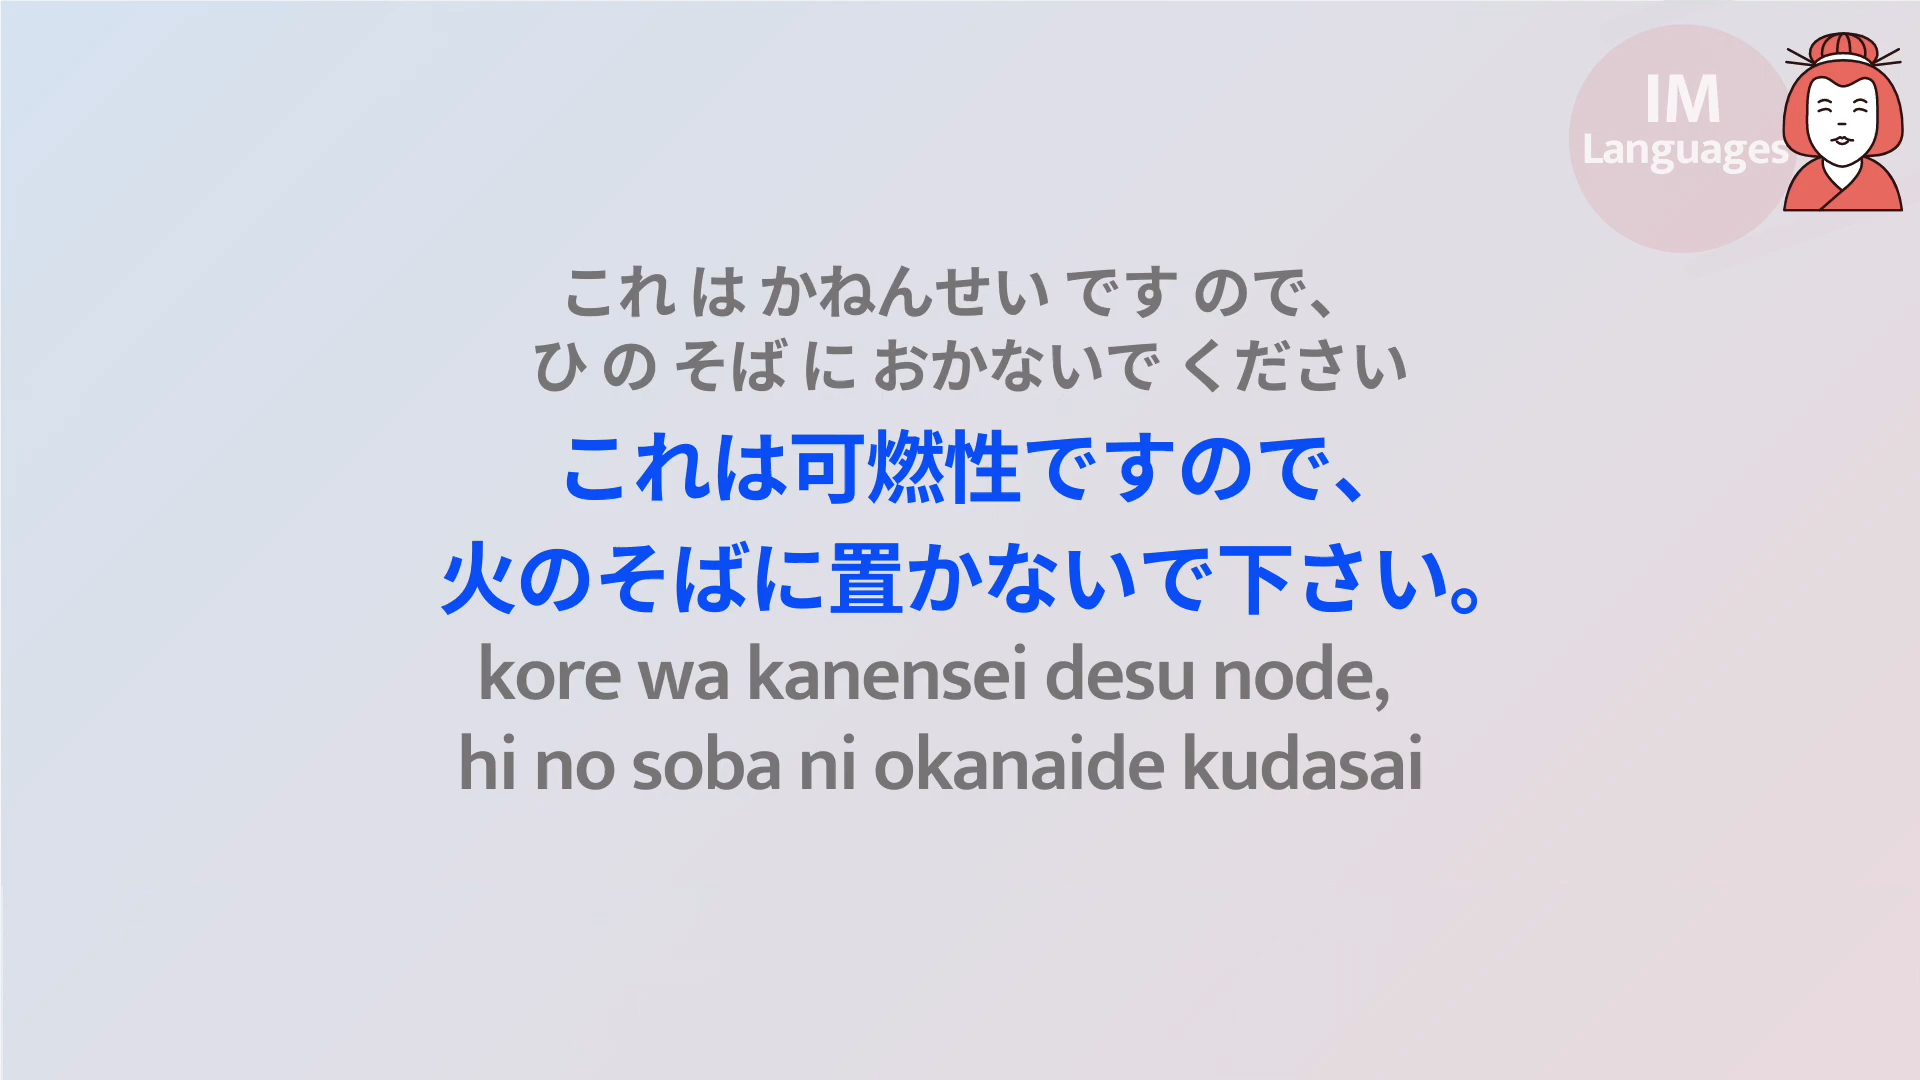 IM
Languages
これ は かねんせい です ので、
ひ の そば に おかないで ください
これは可燃性ですので、
火のそばに置かないで下さい。
kore wa kanensei desu node,
hi no soba ni okanaide kudasai